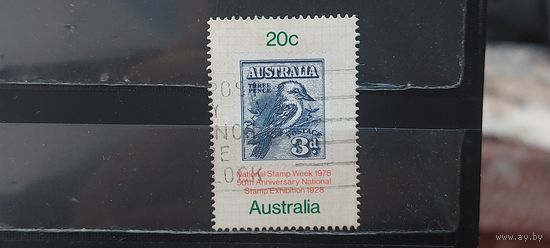 20c
AUSTRALIA
THREE
PENCE
POSTAGE
3d.
National Stamp Week 1978
50th Anniversary National
Stamp Exhibition 1928
Australia
www.ay.by